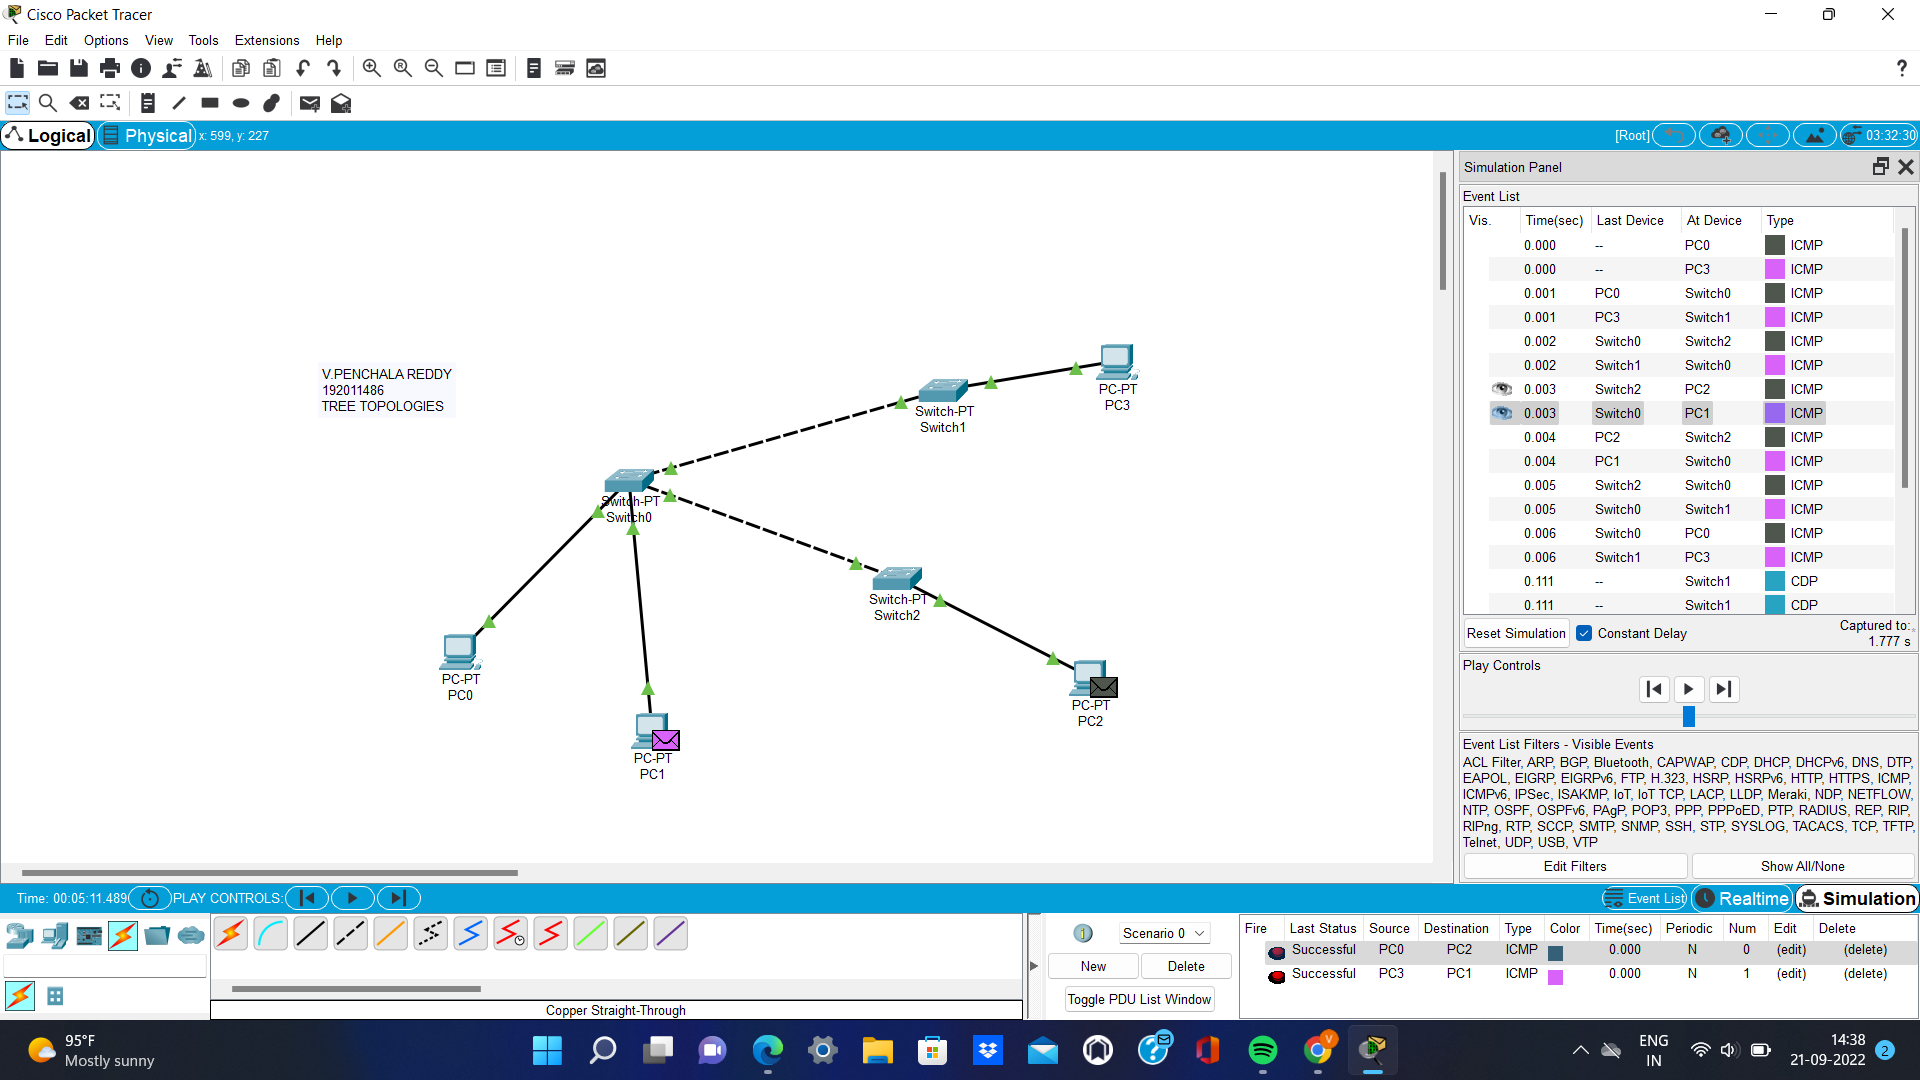 Cisco Packet Tracer
File Edit Options View Tools Extensions Help
Logical Physical x: 599, y: 227 [Root] 03:32:30
V.PENCHALA REDDY
192011486
TREE TOPOLOGIES
PC-PT
PC3
Switch-PT
Switch1
Switch-PT
Switch0
Switch-PT
Switch2
PC-PT
PC0
PC-PT
PC2
PC-PT
PC1
Simulation Panel
Event List
Vis. Time(sec) Last Device At Device Type
0.000 -- PC0 ICMP
0.000 -- PC3 ICMP
0.001 PC0 Switch0 ICMP
0.001 PC3 Switch1 ICMP
0.002 Switch0 Switch2 ICMP
0.002 Switch1 Switch0 ICMP
0.003 Switch2 PC2 ICMP
0.003 Switch0 PC1 ICMP
0.004 PC2 Switch2 ICMP
0.004 PC1 Switch0 ICMP
0.005 Switch2 Switch0 ICMP
0.005 Switch0 Switch1 ICMP
0.006 Switch0 PC0 ICMP
0.006 Switch1 PC3 ICMP
0.111 -- Switch1 CDP
0.111 -- Switch1 CDP
Reset Simulation Constant Delay Captured to:
1.777 s
Play Controls
Event List Filters - Visible Events
ACL Filter, ARP, BGP, Bluetooth, CAPWAP, CDP, DHCP, DHCPv6, DNS, DTP,
EAPOL, EIGRP, EIGRPv6, FTP, H.323, HSRP, HSRPv6, HTTP, HTTPS, ICMP,
ICMPv6, IPSec, ISAKMP, IoT, IoT TCP, LACP, LLDP, Meraki, NDP, NETFLOW,
NTP, OSPF, OSPFv6, PAgP, POP3, PPP, PPPoED, PTP, RADIUS, REP, RIP,
RIPng, RTP, SCCP, SMTP, SNMP, SSH, STP, SYSLOG, TACACS, TCP, TFTP,
Telnet, UDP, USB, VTP
Edit Filters Show All/None
Time: 00:05:11.489 PLAY CONTROLS: Event List Realtime Simulation
Scenario 0
New Delete
Toggle PDU List Window
Fire Last Status Source Destination Type Color Time(sec) Periodic Num Edit Delete
Successful PC0 PC2 ICMP 0.000 N 0 (edit) (delete)
Successful PC3 PC1 ICMP 0.000 N 1 (edit) (delete)
Copper Straight-Through
95°F
Mostly sunny
ENG
IN
14:38
21-09-2022
2